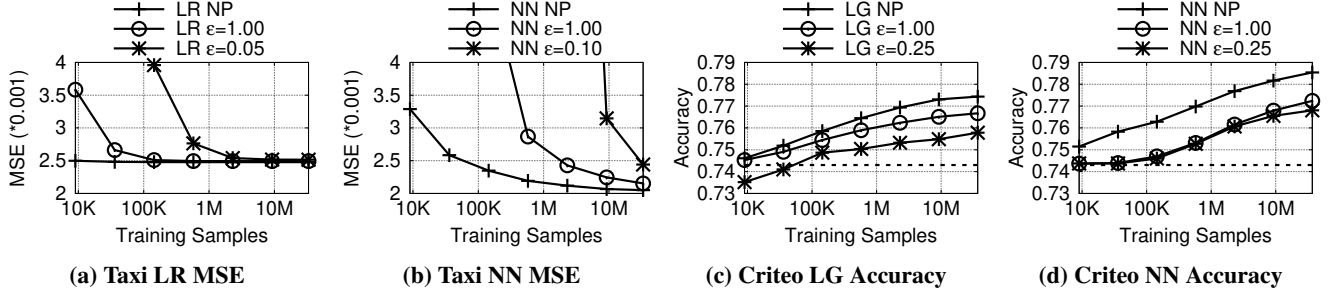 LR NP
LR ε=1.00
LR ε=0.05
MSE (*0.001)
4
3.5
3
2.5
2
10K 100K 1M 10M
Training Samples
(a) Taxi LR MSE
NN NP
NN ε=1.00
NN ε=0.10
MSE (*0.001)
4
3.5
3
2.5
2
10K 100K 1M 10M
Training Samples
(b) Taxi NN MSE
LG NP
LG ε=1.00
LG ε=0.25
Accuracy
0.79
0.78
0.77
0.76
0.75
0.74
0.73
10K 100K 1M 10M
Training Samples
(c) Criteo LG Accuracy
NN NP
NN ε=1.00
NN ε=0.25
Accuracy
0.79
0.78
0.77
0.76
0.75
0.74
0.73
10K 100K 1M 10M
Training Samples
(d) Criteo NN Accuracy